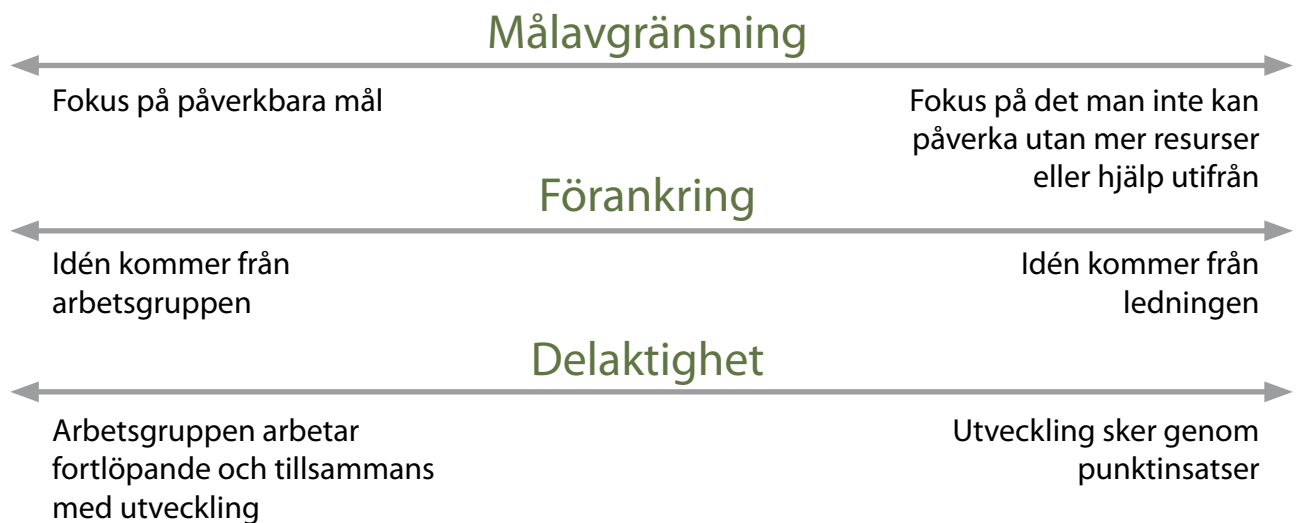 Målavgränsning
Fokus på påverkbara mål
Fokus på det man inte kan
påverka utan mer resurser
eller hjälp utifrån
Förankring
Idén kommer från
arbetsgruppen
Idén kommer från
ledningen
Delaktighet
Arbetsgruppen arbetar
fortlöpande och tillsammans
med utveckling
Utveckling sker genom
punktinsatser